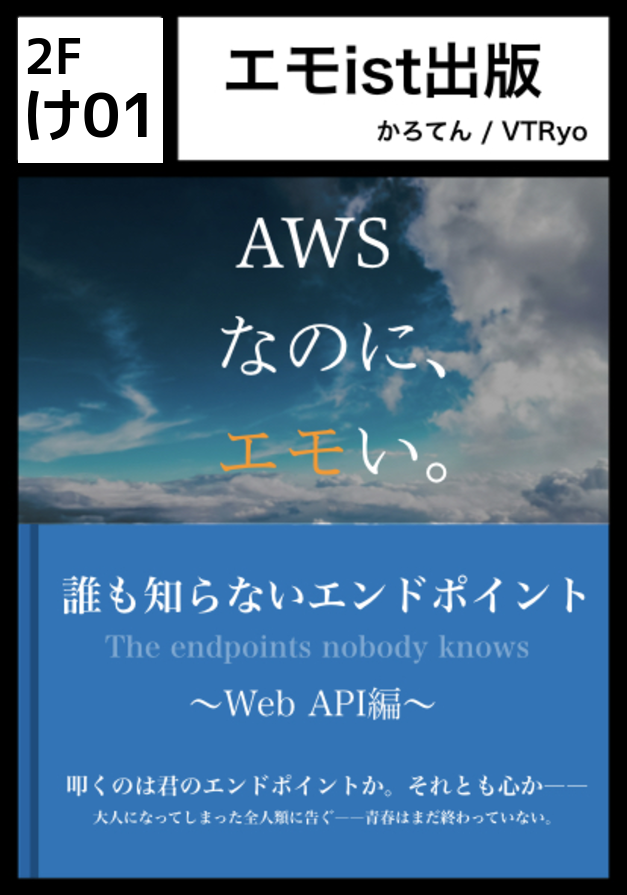 2F
け01
エモist出版
かろてん / VTRyo
AWS
なのに、
エモい。
誰も知らないエンドポイント
The endpoints nobody knows
〜Web API編〜
叩くのは君のエンドポイントか。それとも心か——
大人になってしまった全人類に告ぐ——青春はまだ終わっていない。